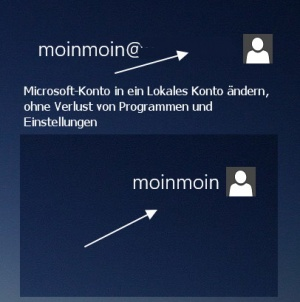 moinmoin@
Microsoft-Konto in ein Lokales Konto ändern,
ohne Verlust von Programmen und
Einstellungen
moinmoin